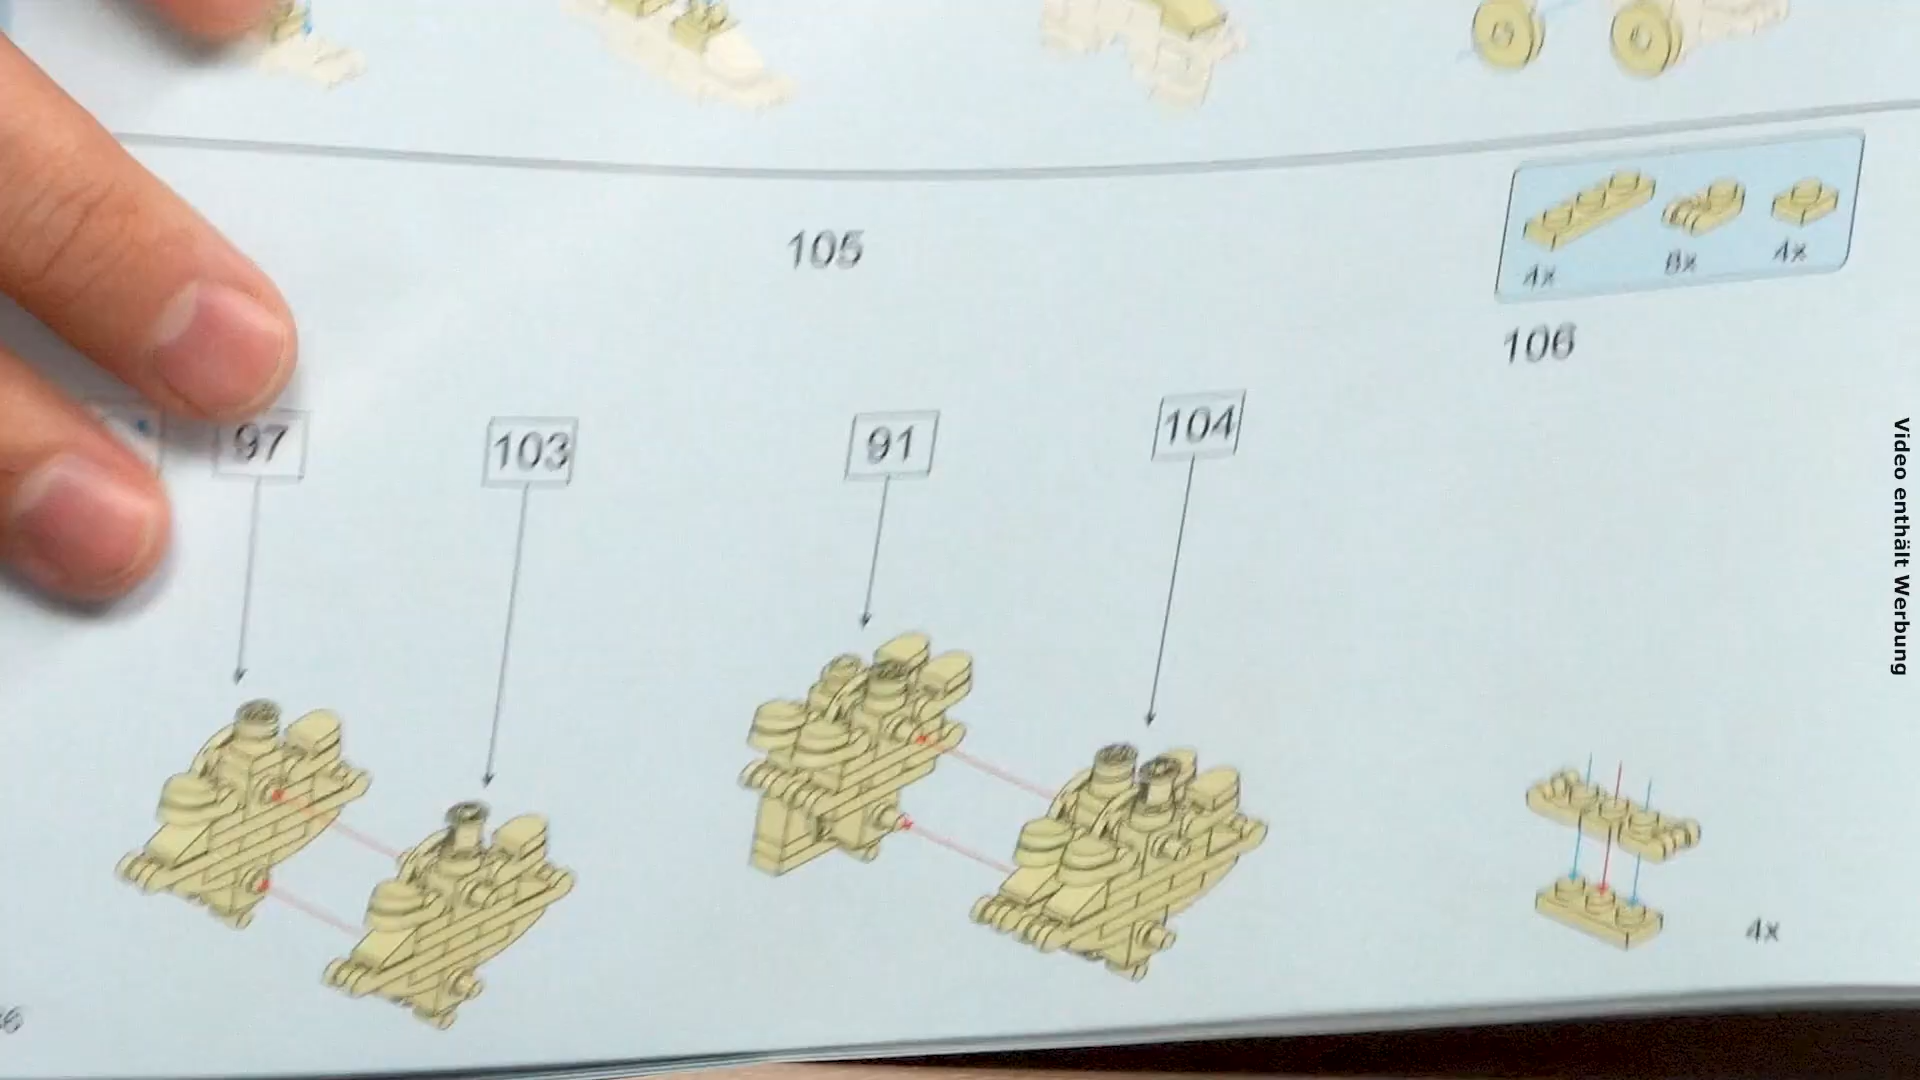 105
4x 8x 4x
106
97 103 91 104
4x
Video enthält Werbung